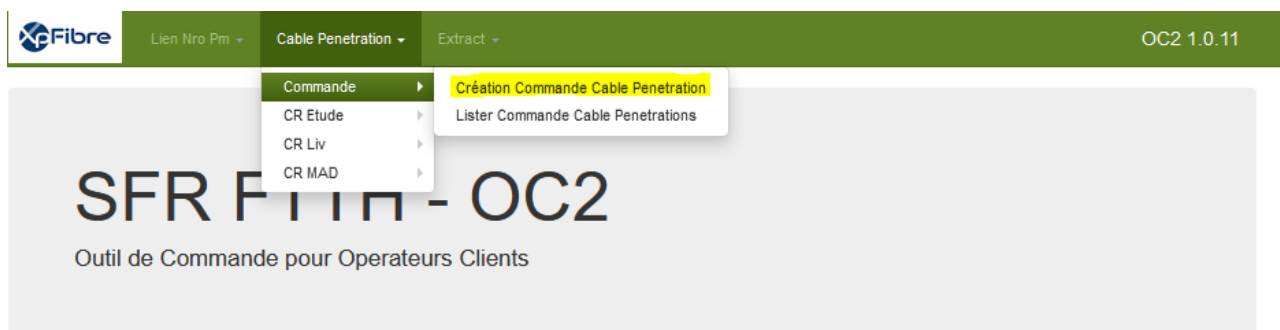 XpFibre Lien Nro Pm Cable Penetration Extract OC2 1.0.11
Commande Création Commande Cable Penetration
CR Etude Lister Commande Cable Penetrations
CR Liv
CR MAD
SFR FTTH - OC2
Outil de Commande pour Operateurs Clients